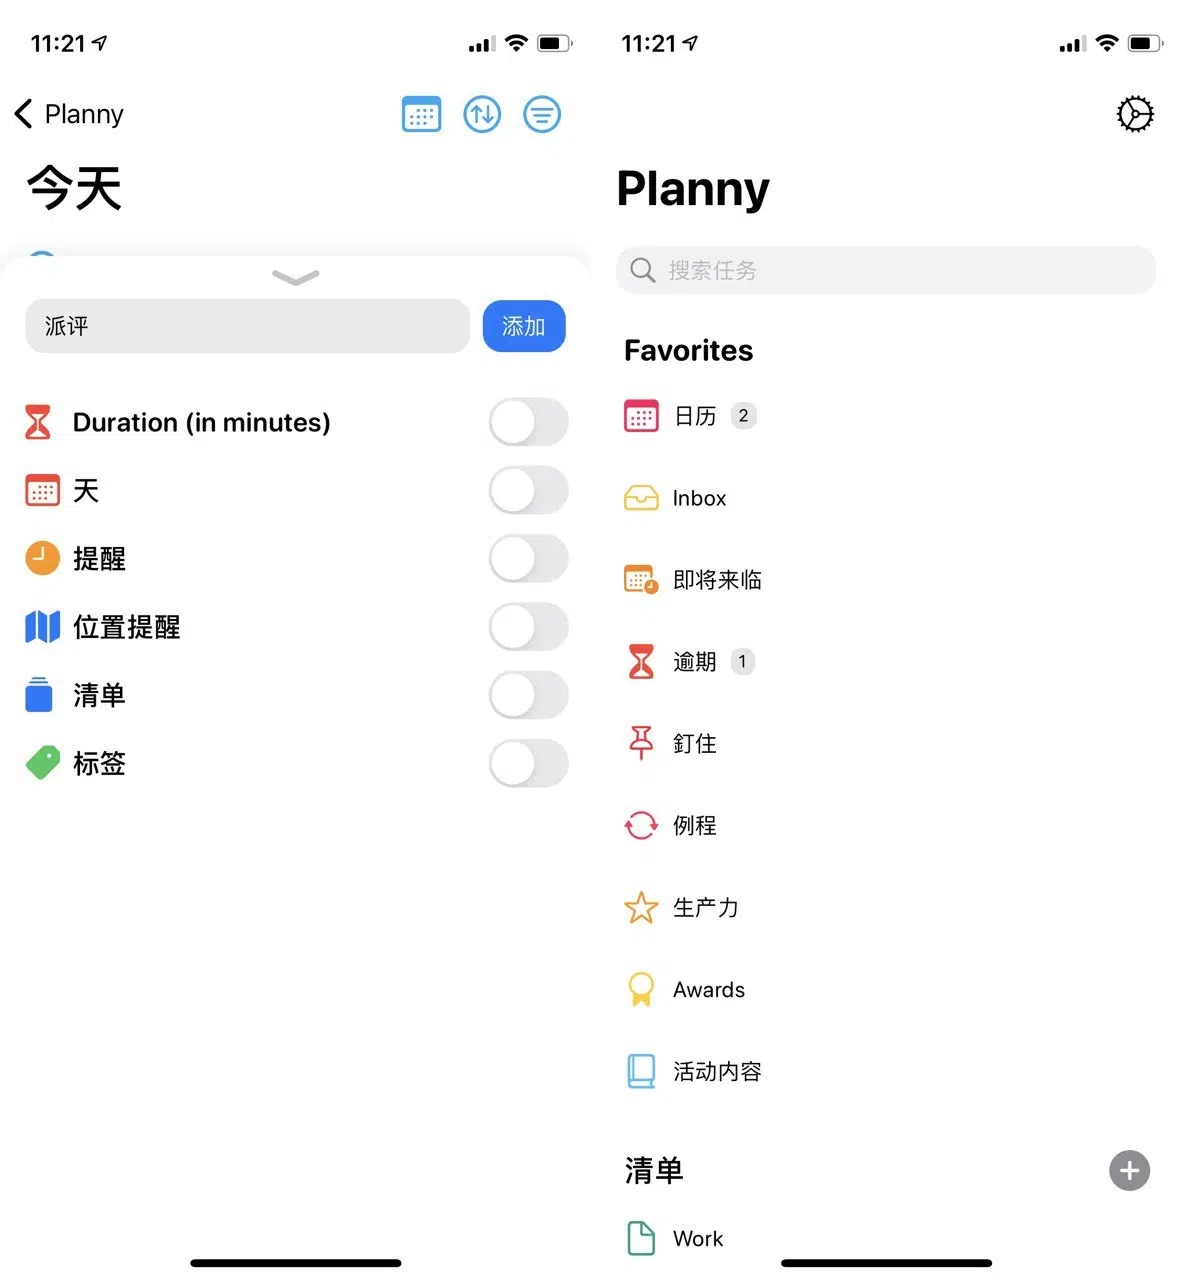 11:21
Planny
今天
派评
添加
Duration (in minutes)
天
提醒
位置提醒
清单
标签
11:21
Planny
搜索任务
Favorites
日历 2
Inbox
即将来临
逾期 1
釘住
例程
生产力
Awards
活动内容
清单
Work